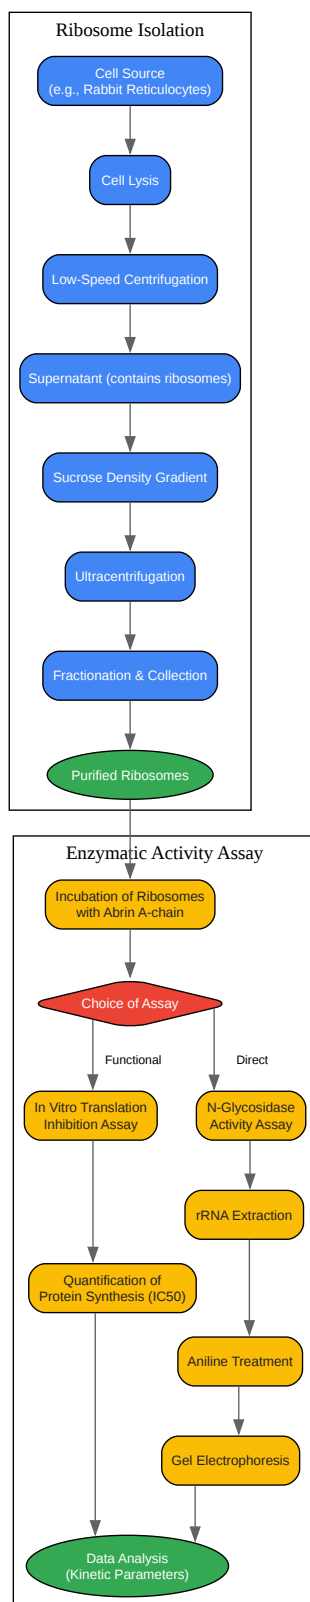 Ribosome Isolation
Cell Source
(e.g., Rabbit Reticulocytes)
Cell Lysis
Low-Speed Centrifugation
Supernatant (contains ribosomes)
Sucrose Density Gradient
Ultracentrifugation
Fractionation & Collection
Purified Ribosomes
Enzymatic Activity Assay
Incubation of Ribosomes
with Abrin A-chain
Choice of Assay
Functional
Direct
In Vitro Translation
Inhibition Assay
N-Glycosidase
Activity Assay
rRNA Extraction
Quantification of
Protein Synthesis (IC50)
Aniline Treatment
Gel Electrophoresis
Data Analysis
(Kinetic Parameters)